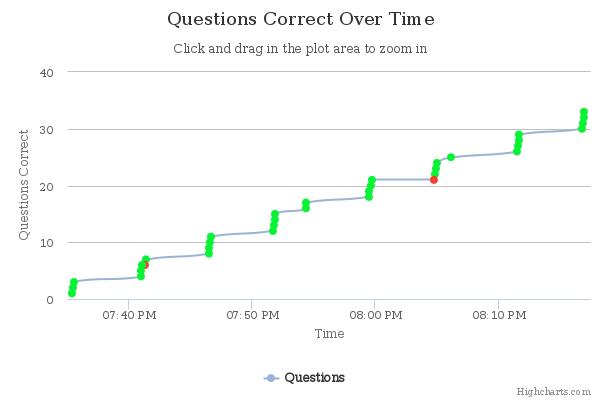 Questions Correct Over Time
Click and drag in the plot area to zoom in
Questions Correct
40
30
20
10
0
07:40 PM 07:50 PM 08:00 PM 08:10 PM
Time
Questions
Highcharts.com